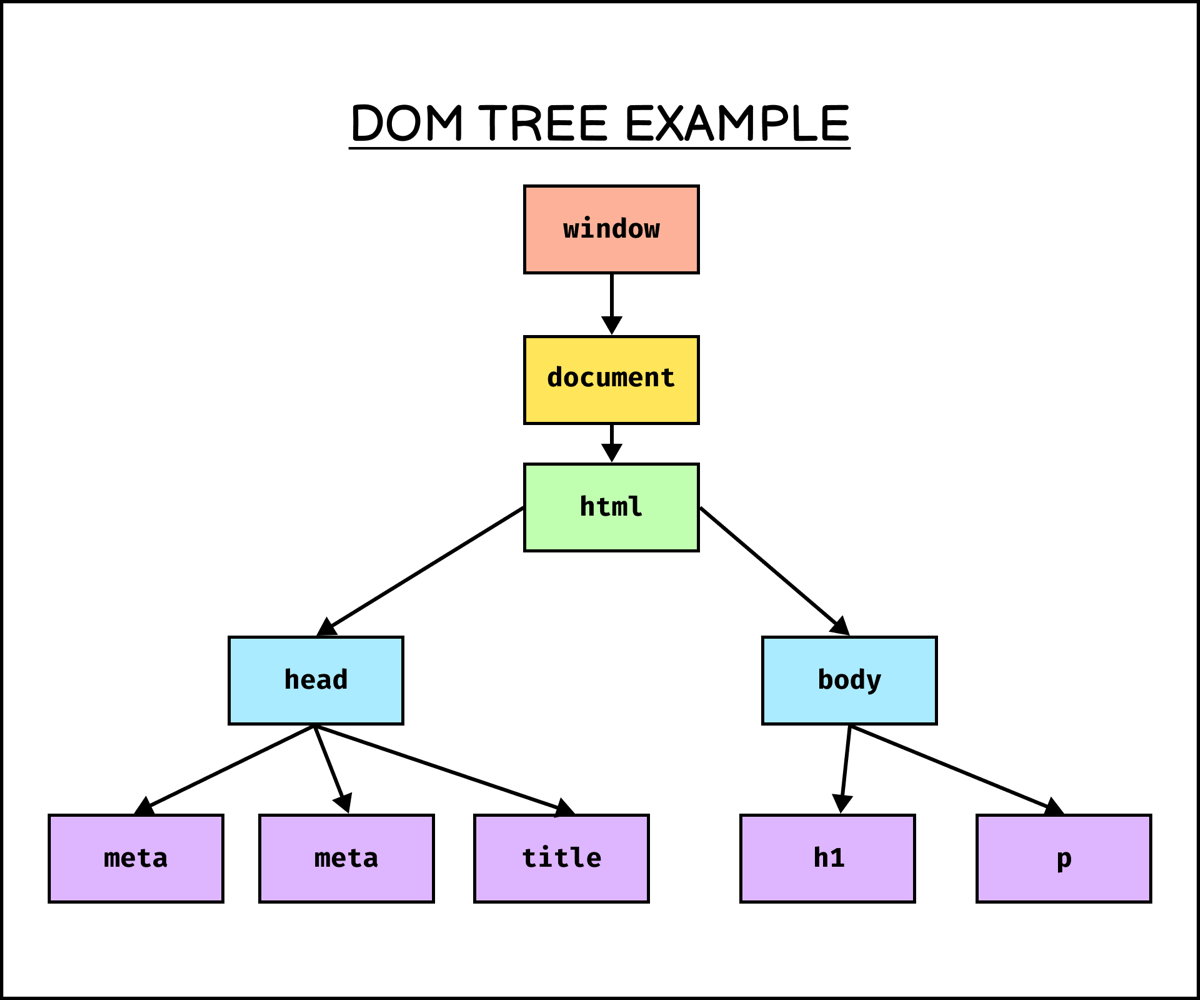 DOM TREE EXAMPLE
window
document
html
head body
meta meta title h1 p